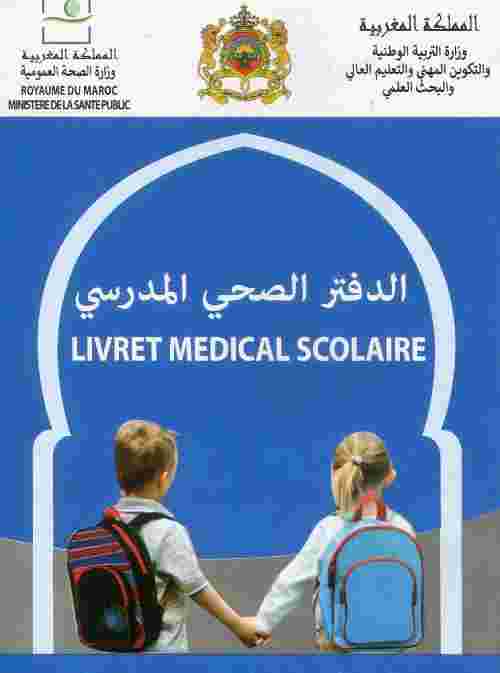 المملكة المغربية
وزارة التربية الوطنية
والتكوين المهني والتعليم العالي
والبحث العلمي
المملكة المغربية
وزارة الصحة العمومية
ROYAUME DU MAROC
MINISTERE DE LA SANTE PUBLIC
الدفتر الصحي المدرسي
LIVRET MEDICAL SCOLAIRE